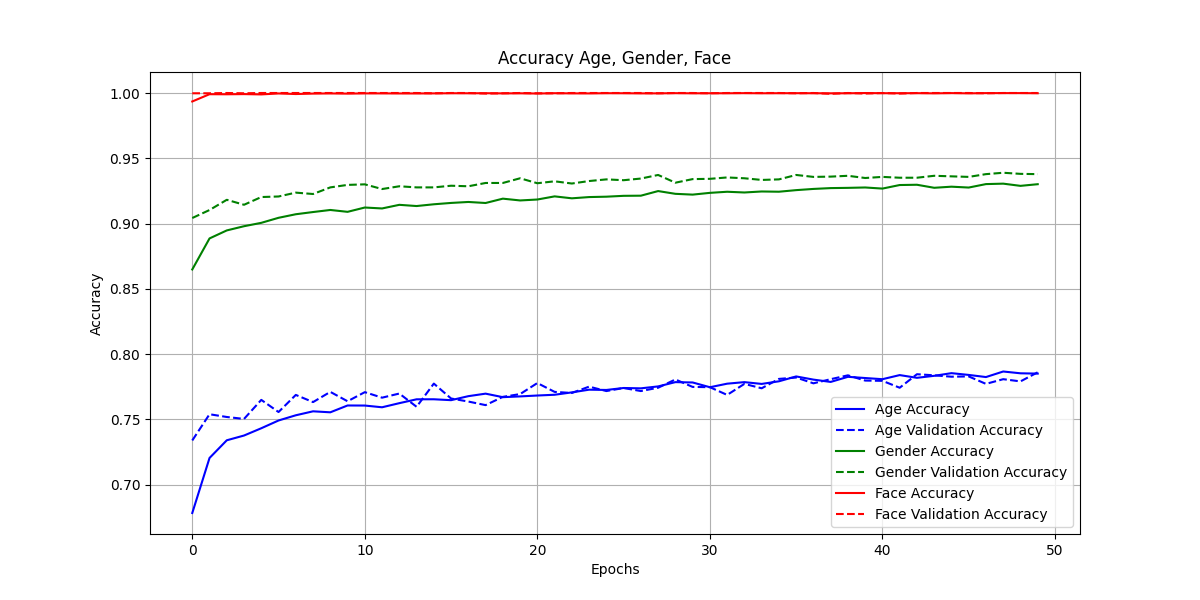 Accuracy Age, Gender, Face
Accuracy
1.00
0.95
0.90
0.85
0.80
0.75
0.70
0 10 20 30 40 50
Epochs
Age Accuracy
Age Validation Accuracy
Gender Accuracy
Gender Validation Accuracy
Face Accuracy
Face Validation Accuracy